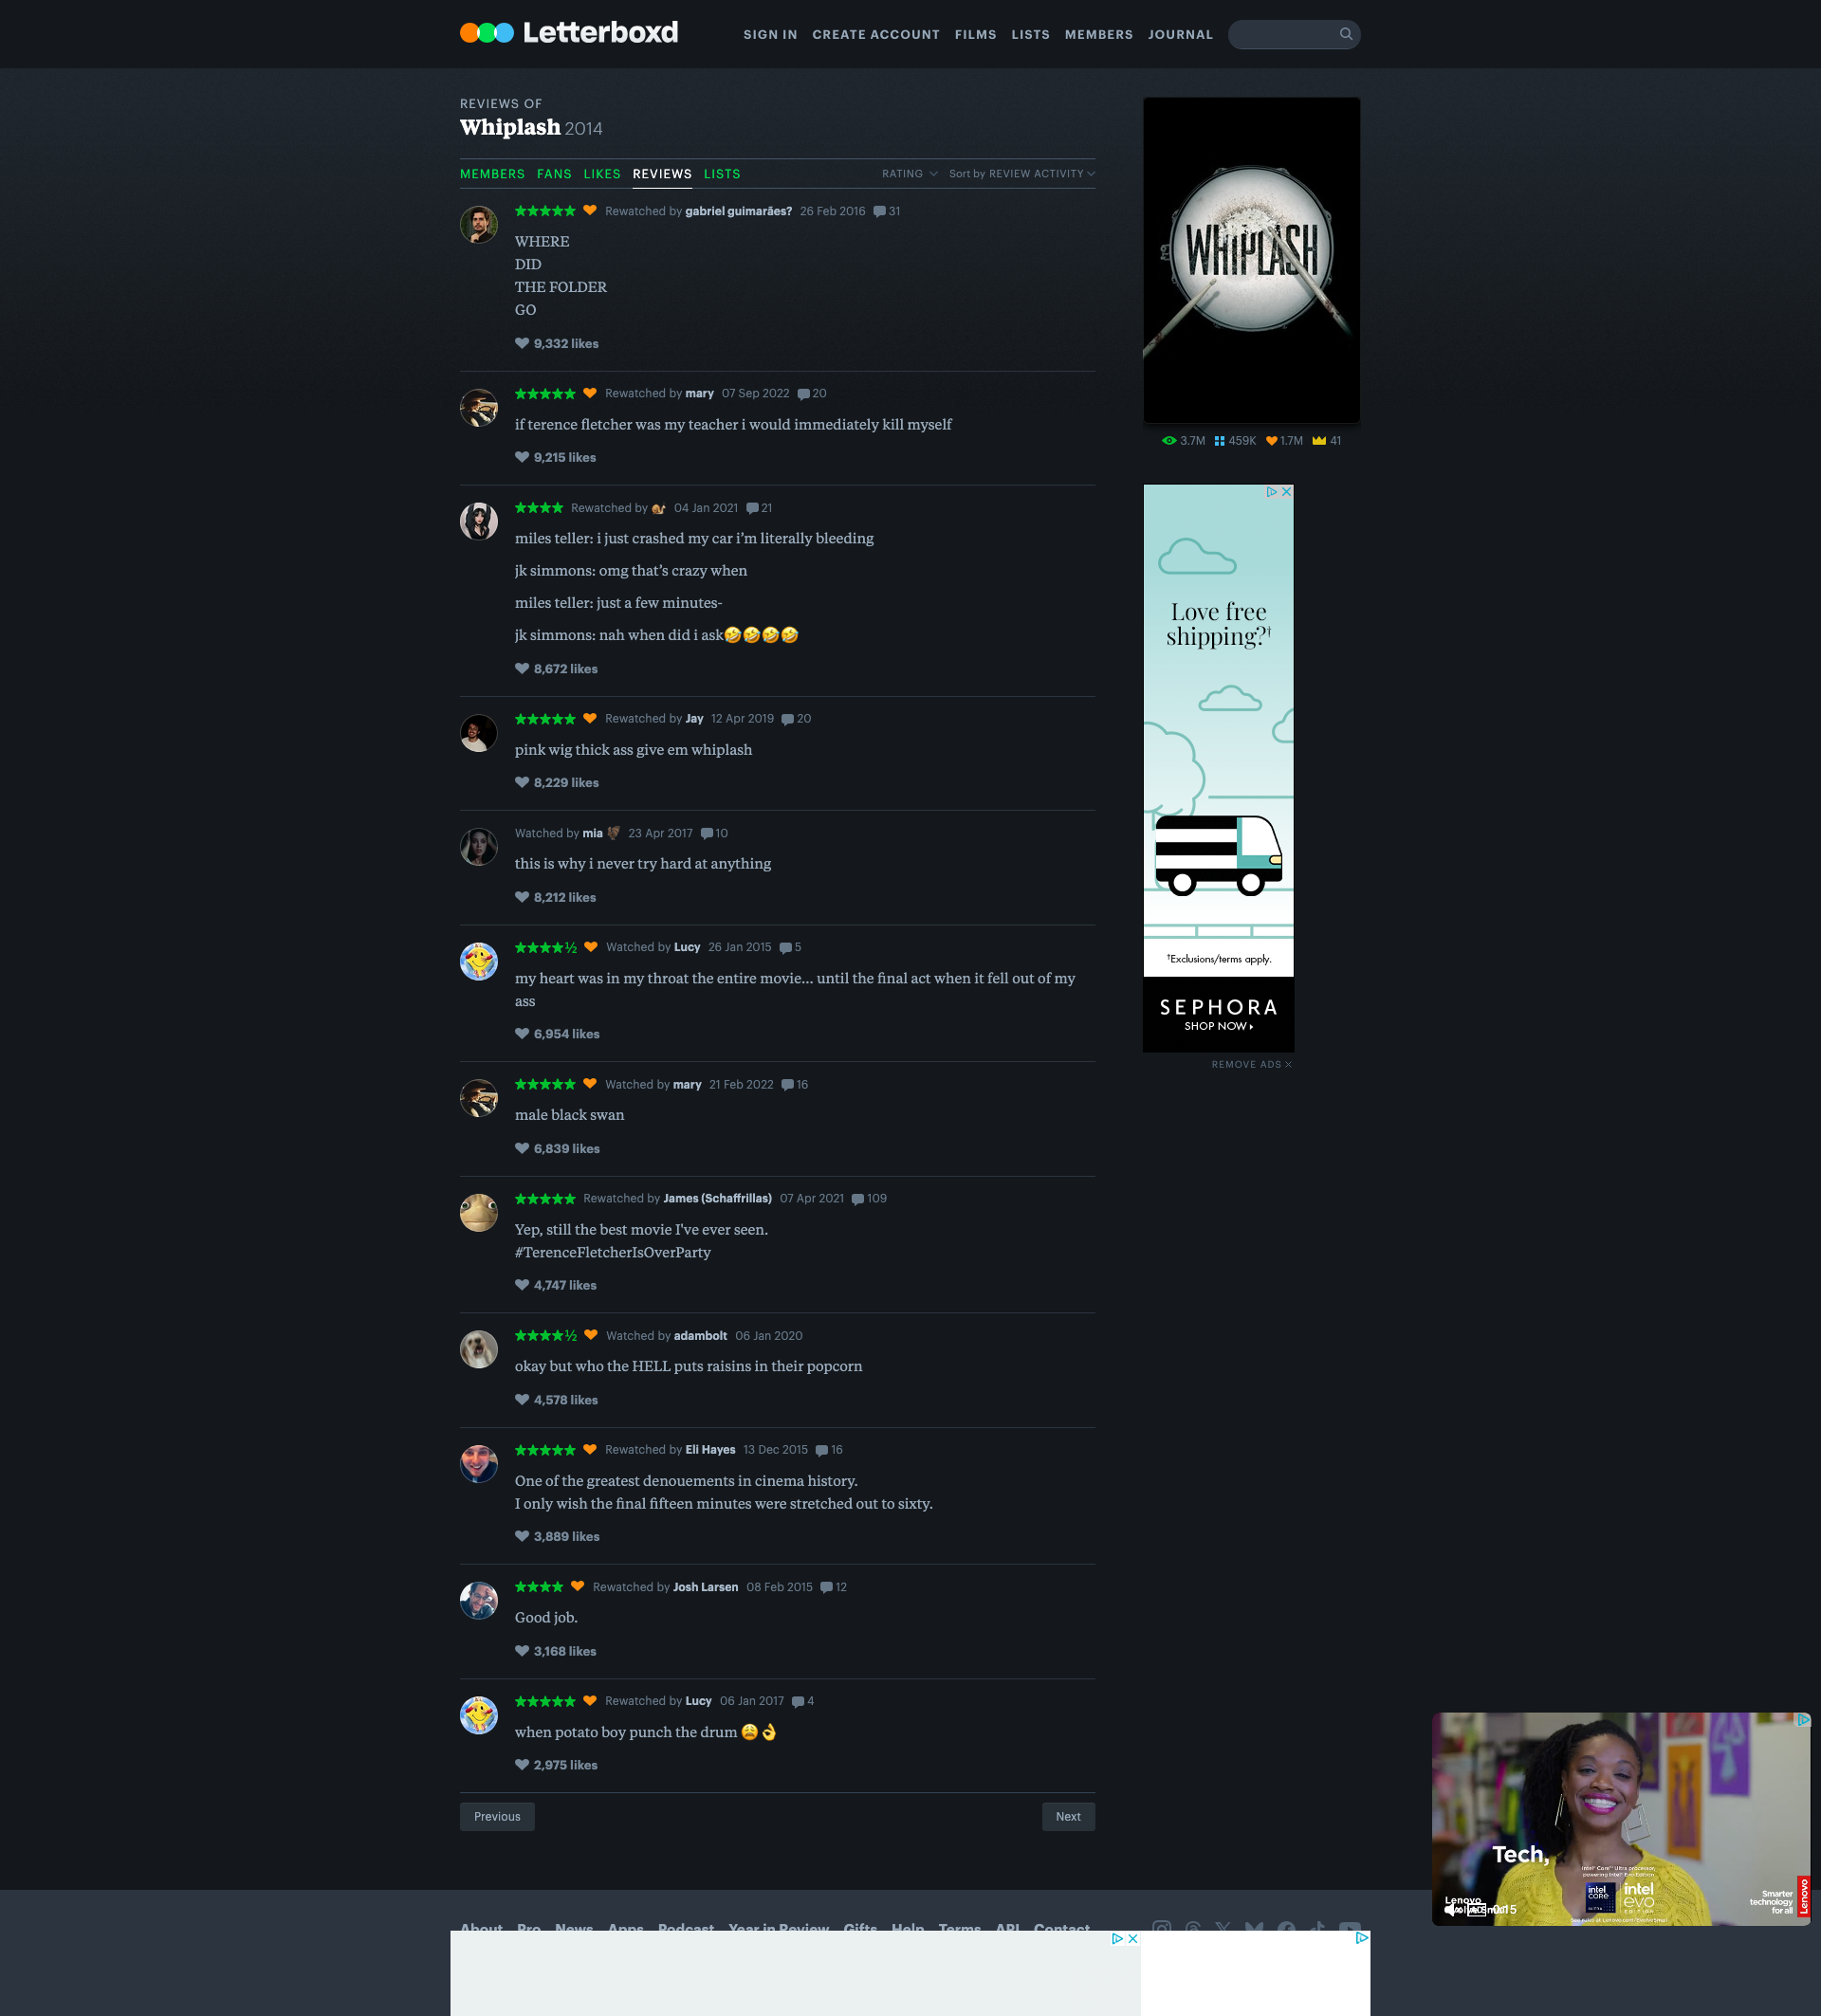 Letterboxd
SIGN IN CREATE ACCOUNT FILMS LISTS MEMBERS JOURNAL
REVIEWS OF
Whiplash 2014
MEMBERS FANS LIKES REVIEWS LISTS
RATING Sort by REVIEW ACTIVITY
★★★★★ Rewatched by gabriel guimarães? 26 Feb 2016 31
WHERE
DID
THE FOLDER
GO
9,332 likes
★★★★★ Rewatched by mary 07 Sep 2022 20
if terence fletcher was my teacher i would immediately kill myself
9,215 likes
★★★★ Rewatched by 🐌 04 Jan 2021 21
miles teller: i just crashed my car i’m literally bleeding
jk simmons: omg that’s crazy when
miles teller: just a few minutes-
jk simmons: nah when did i ask🤣🤣🤣🤣
8,672 likes
★★★★★ Rewatched by Jay 12 Apr 2019 20
pink wig thick ass give em whiplash
8,229 likes
Watched by mia 23 Apr 2017 10
this is why i never try hard at anything
8,212 likes
★★★★½ Watched by Lucy 26 Jan 2015 5
my heart was in my throat the entire movie... until the final act when it fell out of my
ass
6,954 likes
★★★★★ Watched by mary 21 Feb 2022 16
male black swan
6,839 likes
★★★★★ Rewatched by James (Schaffrillas) 07 Apr 2021 109
Yep, still the best movie I've ever seen.
#TerenceFletcherIsOverParty
4,747 likes
★★★★½ Watched by adambolt 06 Jan 2020
okay but who the HELL puts raisins in their popcorn
4,578 likes
★★★★★ Rewatched by Eli Hayes 13 Dec 2015 16
One of the greatest denouements in cinema history.
I only wish the final fifteen minutes were stretched out to sixty.
3,889 likes
★★★★ Rewatched by Josh Larsen 08 Feb 2015 12
Good job.
3,168 likes
★★★★★ Rewatched by Lucy 06 Jan 2017 4
when potato boy punch the drum 😩👌
2,975 likes
Previous Next
WHIPLASH
3.7M 459K 1.7M 41
Love free
shipping?†
†Exclusions/terms apply.
SEPHORA
SHOP NOW
REMOVE ADS
Tech,
Intel® Core™ Ultra processor,
powering Intel® Evo Edition
intel
CORE
intel
evo
EDITION
Lenovo
0:15
Smarter
technology
for all
Lenovo
About Pro News Apps Podcast Year in Review Gifts Help Terms API Contact